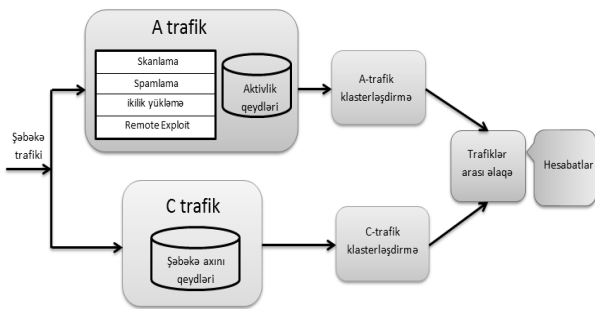 A trafik
Skanlama
Spamlama
ikilik yükləmə
Remote Exploit
Aktivlik
qeydləri
A-trafik
klasterləşdirmə
Şəbəkə
trafiki
Trafiklər
arası əlaqə
Hesabatlar
C trafik
Şəbəkə axını
qeydləri
C-trafik
klasterləşdirmə